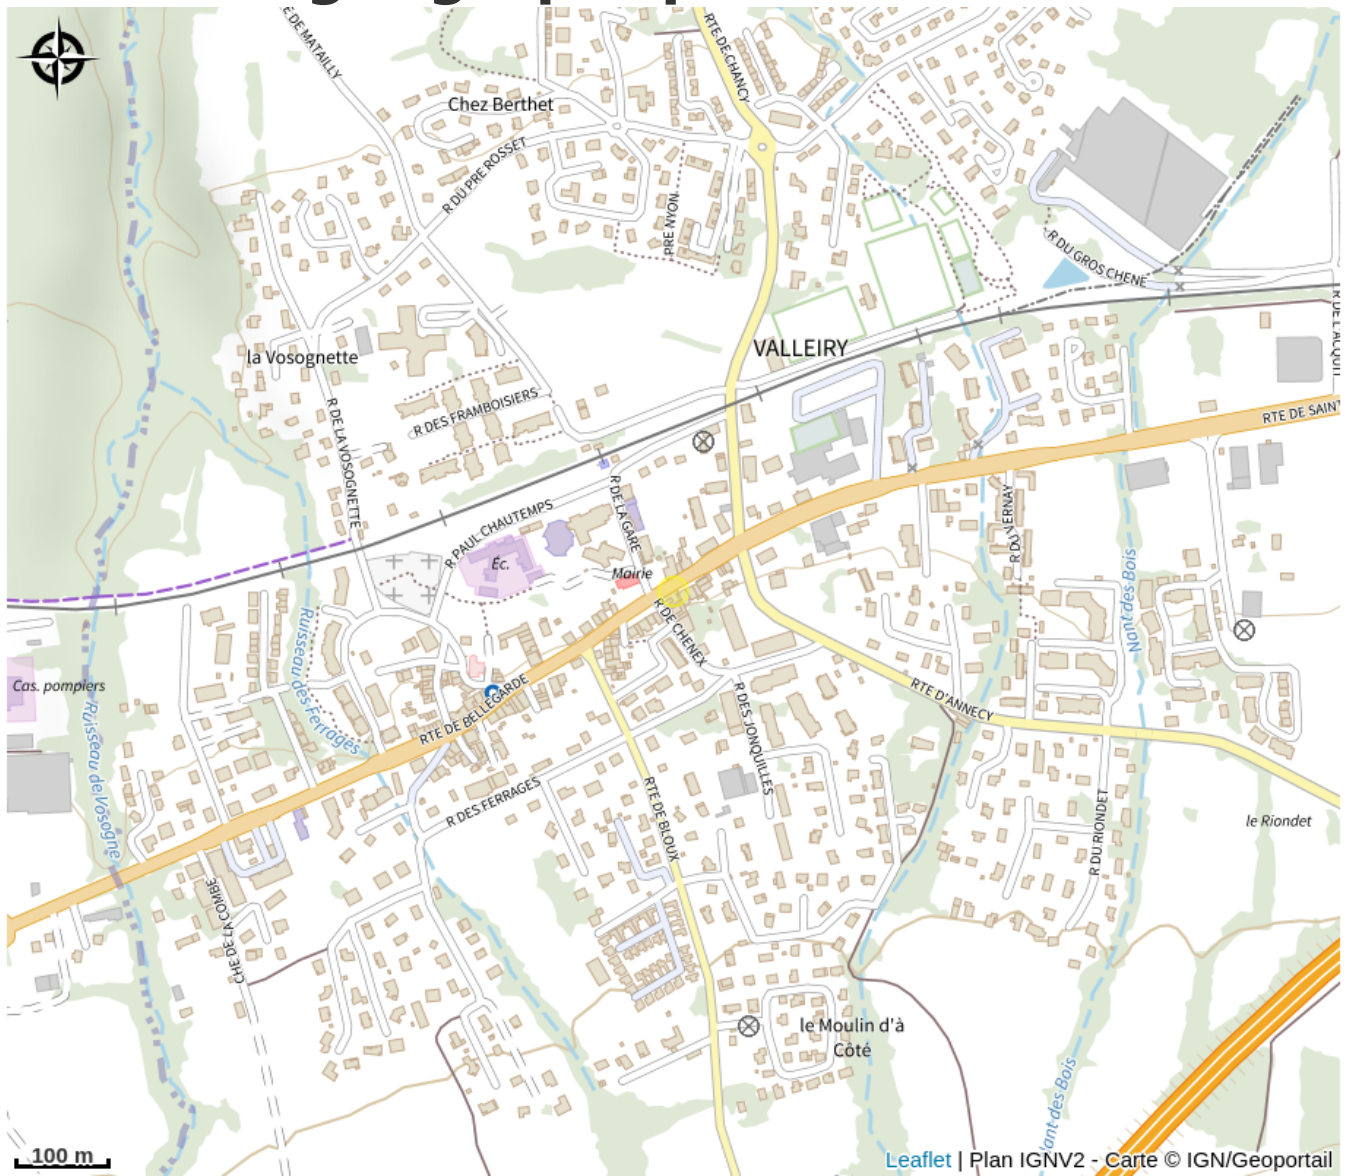 E DE MATAILLY
RTE DE CHANCY
Chez Berthet
R DU PRE ROSSET
PRE NYON
R DU GROS CHENE
VALLEIRY
la Vosognette
R DE L'ACQUIT
R DES FRAMBOISIERS
RTE DE SAINT
R DE LA VOSOGNETTE
R DE LA GARE
R PAUL CHAUTEMPS
R DU VERNAY
Éc.
Mairie
Nant des Bois
R DE CHENEX
Ruisseau des Ferrages
Cas. pompiers
RTE DE BELLEGARDE
RTE D'ANNECY
R DES JONQUILLES
Ruisseau de Vosogne
R DES FERRAGES
RTE DE BLOUX
R DU RIONDET
le Riondet
CHE DE LA COMBE
le Moulin d'à
Côté
Nant des Bois
100 m
Leaflet | Plan IGNV2 - Carte © IGN/Geoportail